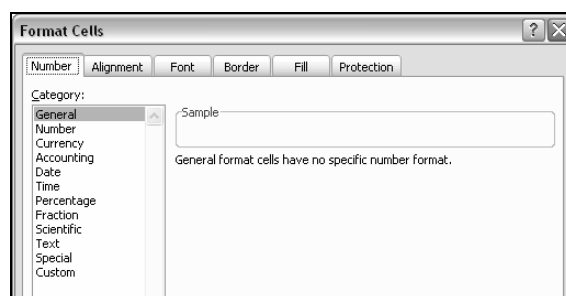 Format Cells
Number Alignment Font Border Fill Protection
Category:
General
Number
Currency
Accounting
Date
Time
Percentage
Fraction
Scientific
Text
Special
Custom
Sample
General format cells have no specific number format.